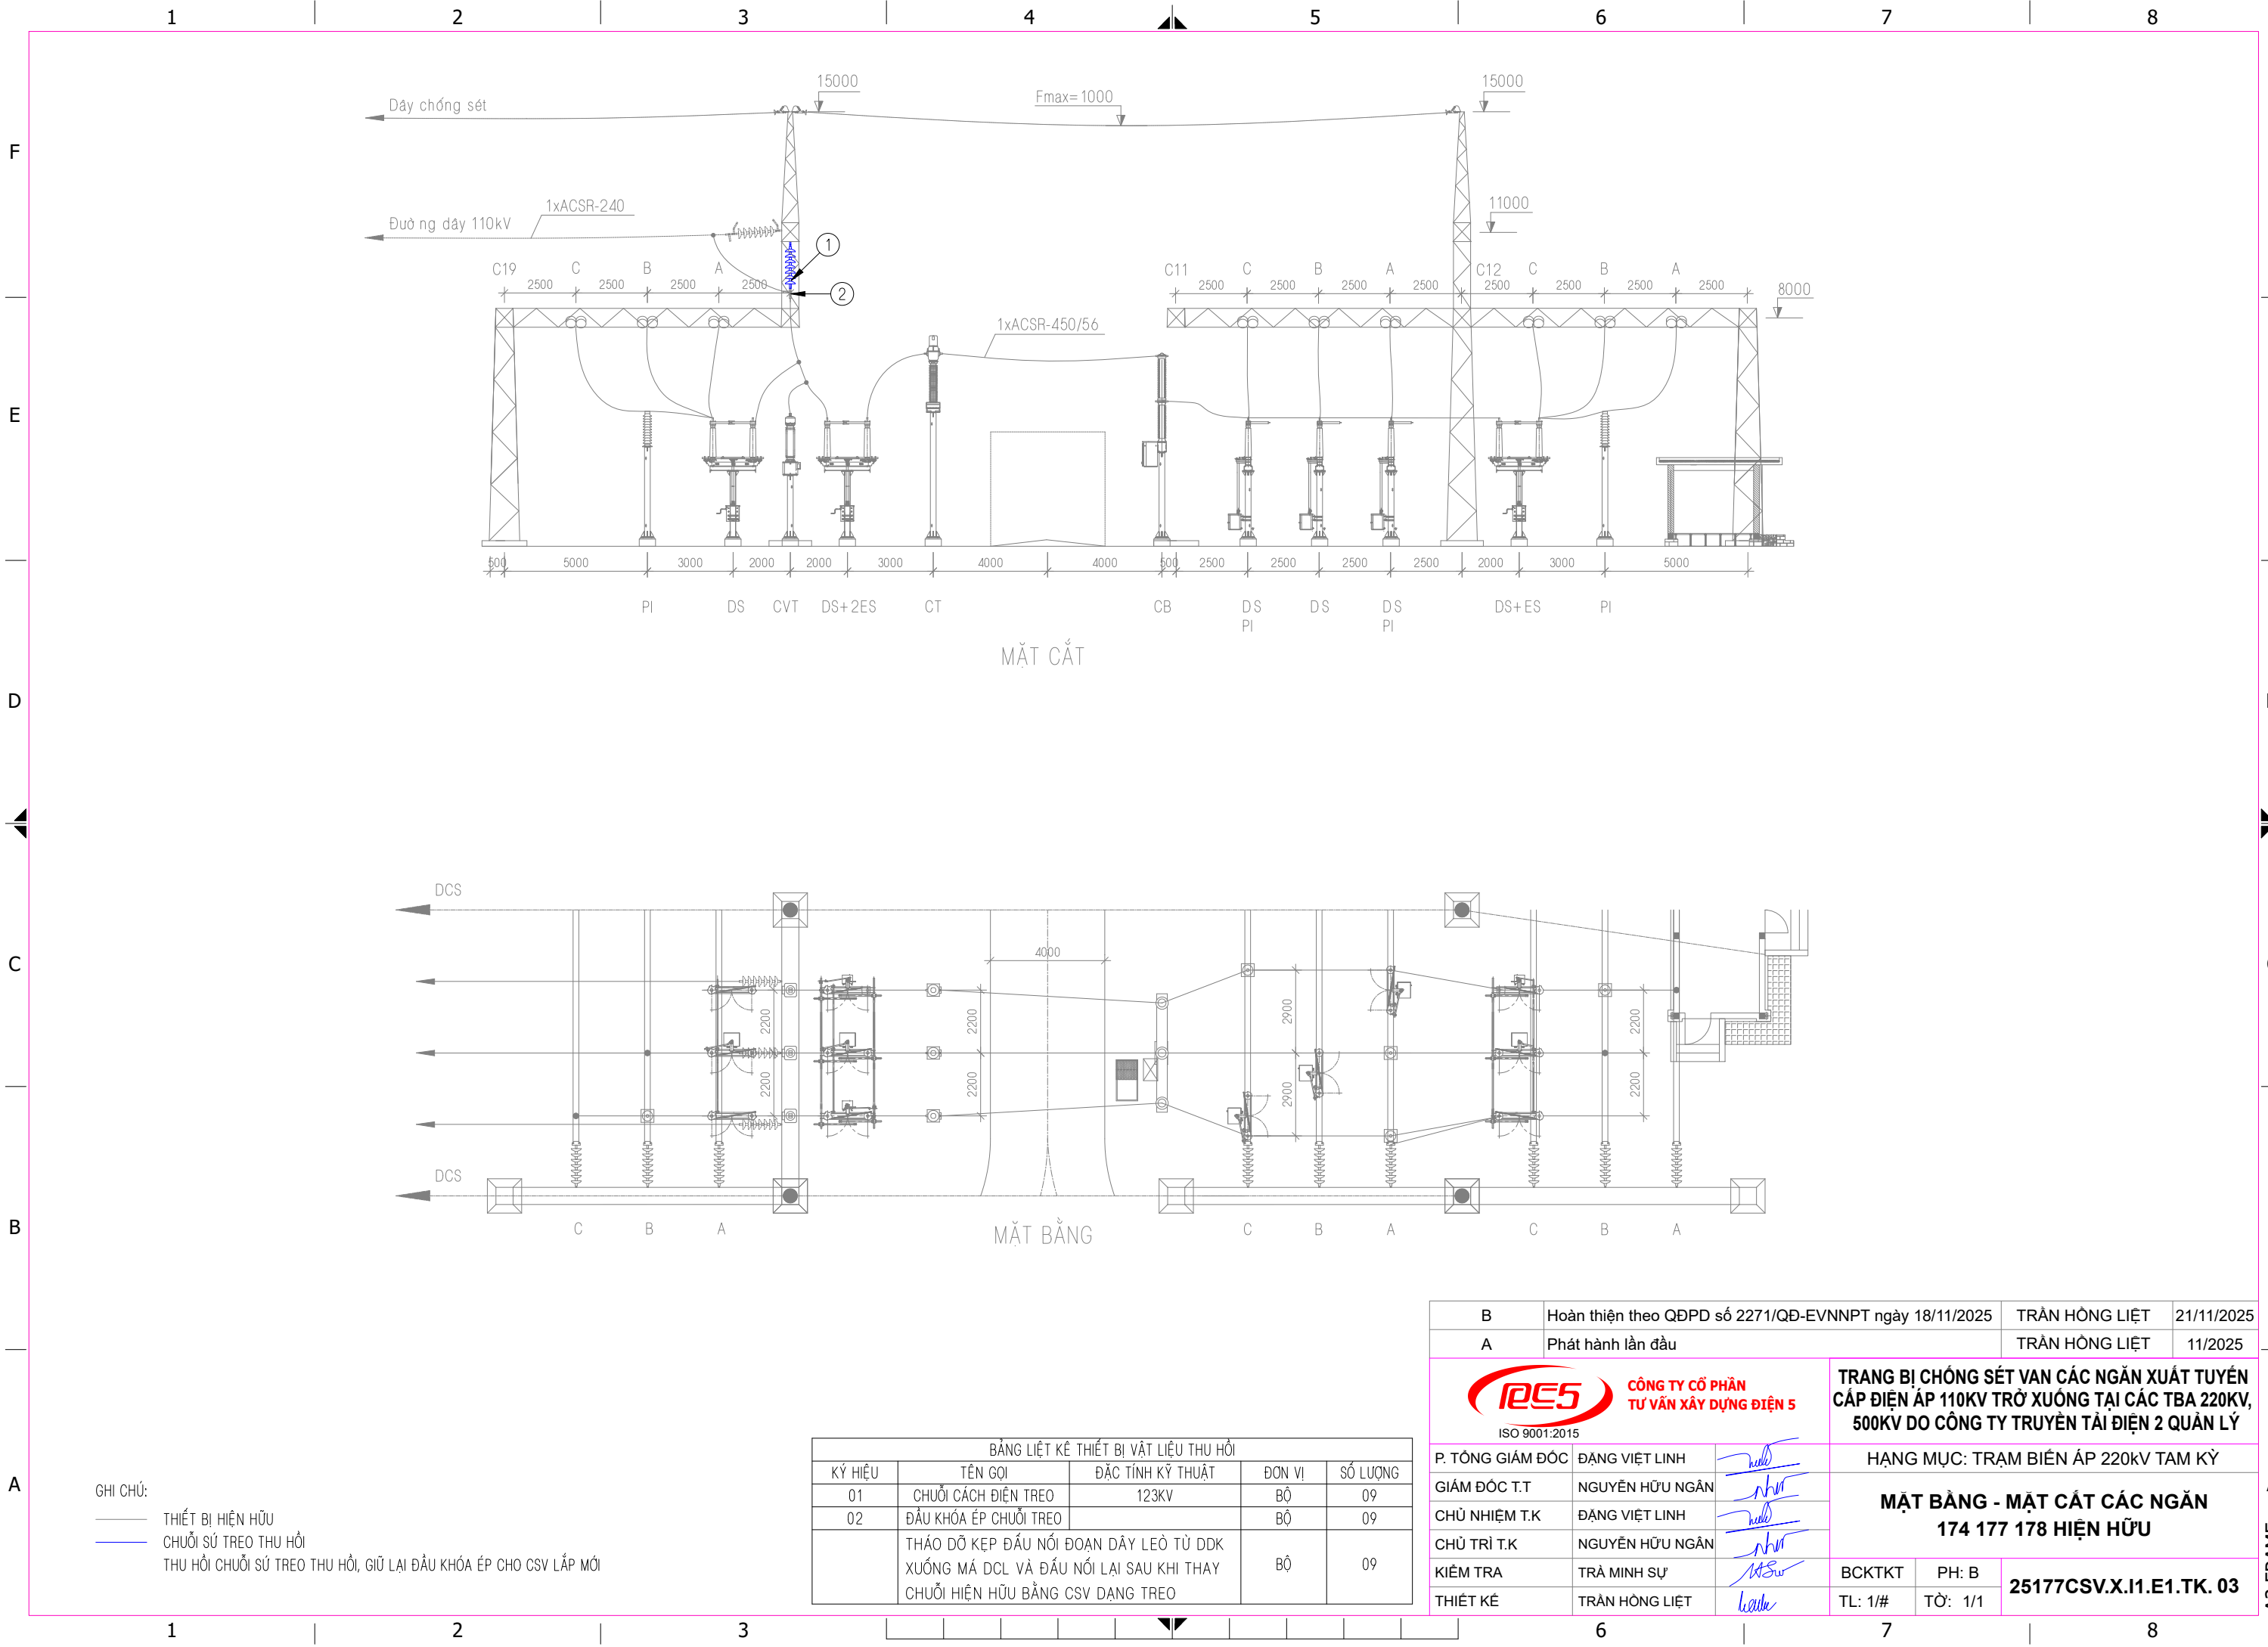 1 2 3 4 5 6 7 8
15000 15000
Dây chống sét
Fmax=1000
F
1xACSR-240
11000
Đường dây 110kV
1
C19 C B A
C11 C B A C12 C B A
2500 2500 2500 2500
2
2500 2500 2500 2500 2500 2500 2500 2500
8000
1xACSR-450/56
E
500 5000 3000 2000 2000 3000 4000 4000 500 2500 2500 2500 2500 2000 3000 5000
PI DS CVT DS+2ES CT CB DS DS DS DS+ES PI
PI PI
MẶT CẮT
D
DCS
C
4000
2200 2200 2900 2200
2200 2200 2900 2200
DCS
B
C B A C B A C B A
MẶT BẰNG
B Hoàn thiện theo QĐPD số 2271/QĐ-EVNNPT ngày 18/11/2025 TRẦN HỒNG LIỆT 21/11/2025
A Phát hành lần đầu TRẦN HỒNG LIỆT 11/2025
PEC5
CÔNG TY CỔ PHẦN
TƯ VẤN XÂY DỰNG ĐIỆN 5
ISO 9001:2015
TRANG BỊ CHỐNG SÉT VAN CÁC NGĂN XUẤT TUYẾN
CẤP ĐIỆN ÁP 110KV TRỞ XUỐNG TẠI CÁC TBA 220KV,
500KV DO CÔNG TY TRUYỀN TẢI ĐIỆN 2 QUẢN LÝ
P. TỔNG GIÁM ĐỐC ĐẶNG VIỆT LINH
GIÁM ĐỐC T.T NGUYỄN HỮU NGÂN
CHỦ NHIỆM T.K ĐẶNG VIỆT LINH
CHỦ TRÌ T.K NGUYỄN HỮU NGÂN
KIỂM TRA TRÀ MINH SỰ
THIẾT KẾ TRẦN HỒNG LIỆT
HẠNG MỤC: TRẠM BIẾN ÁP 220kV TAM KỲ
MẶT BẰNG - MẶT CẮT CÁC NGĂN
174 177 178 HIỆN HỮU
BCKTKT PH: B
TL: 1/# TỜ: 1/1
25177CSV.X.I1.E1.TK. 03
BẢNG LIỆT KÊ THIẾT BỊ VẬT LIỆU THU HỒI
KÝ HIỆU TÊN GỌI ĐẶC TÍNH KỸ THUẬT ĐƠN VỊ SỐ LƯỢNG
01 CHUỖI CÁCH ĐIỆN TREO 123KV BỘ 09
02 ĐẦU KHÓA ÉP CHUỖI TREO BỘ 09
THÁO DỠ KẸP ĐẤU NỐI ĐOẠN DÂY LEÒ TỪ DDK
XUỐNG MÁ DCL VÀ ĐẤU NỐI LẠI SAU KHI THAY
CHUỖI HIỆN HỮU BẰNG CSV DẠNG TREO
BỘ 09
A
GHI CHÚ:
THIẾT BỊ HIỆN HỮU
CHUỖI SỨ TREO THU HỒI
THU HỒI CHUỖI SỨ TREO THU HỒI, GIỮ LẠI ĐẦU KHÓA ÉP CHO CSV LẮP MỚI
1 2 3 6 7 8